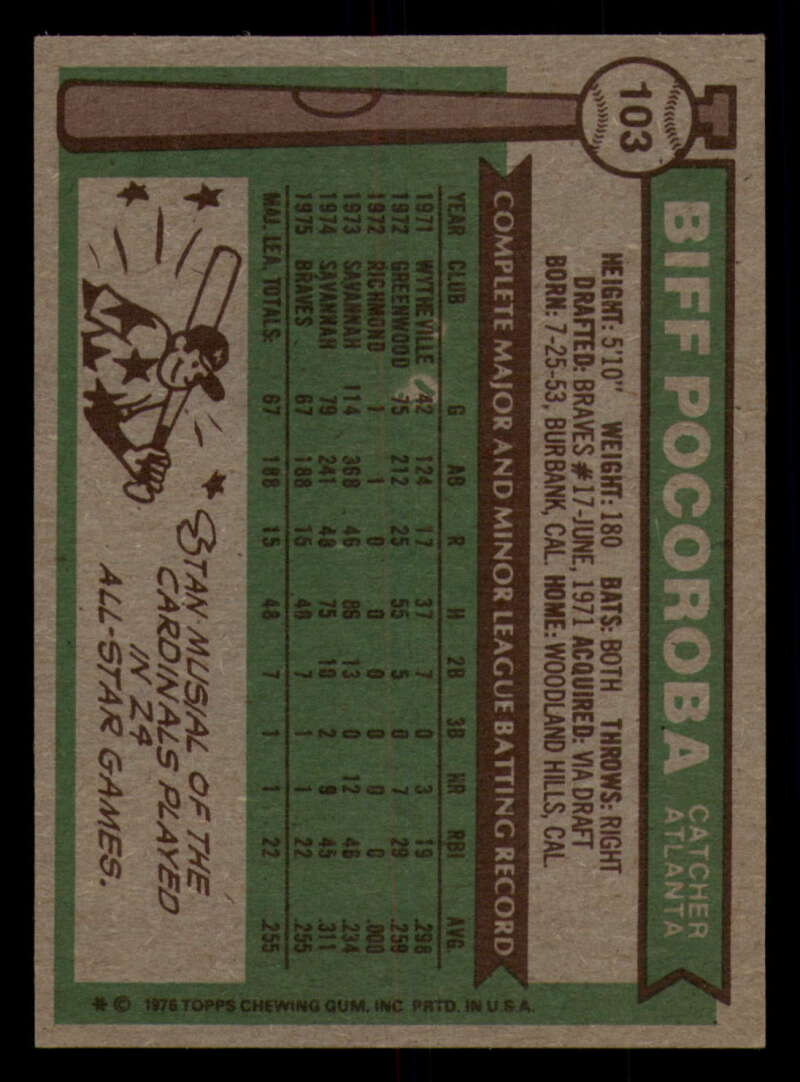 103
BIFF POCOROBA
CATCHER
ATLANTA
HEIGHT: 5'10" WEIGHT: 180 BATS: BOTH THROWS: RIGHT
DRAFTED: BRAVES #17-JUNE, 1971 ACQUIRED: VIA DRAFT
BORN: 7-25-53, BURBANK, CAL. HOME: WOODLAND HILLS, CAL.
COMPLETE MAJOR AND MINOR LEAGUE BATTING RECORD
YEAR CLUB G AB R H 2B 3B HR RBI AVG.
1971 WYTHEVILLE 42 124 17 37 7 0 3 19 .298
1972 GREENWOOD 75 212 25 55 5 0 7 29 .259
1972 RICHMOND 1 1 0 0 0 0 0 0 .000
1973 SAVANNAH 114 368 46 86 13 0 12 46 .234
1974 SAVANNAH 79 241 48 75 10 2 9 45 .311
1975 BRAVES 67 188 15 48 7 1 1 22 .255
MAJ. LEA. TOTALS: 67 188 15 48 7 1 1 22 .255
STAN MUSIAL OF THE
CARDINALS PLAYED
IN 24
ALL-STAR GAMES.
# © 1976 TOPPS CHEWING GUM, INC. PRTD. IN U.S.A.